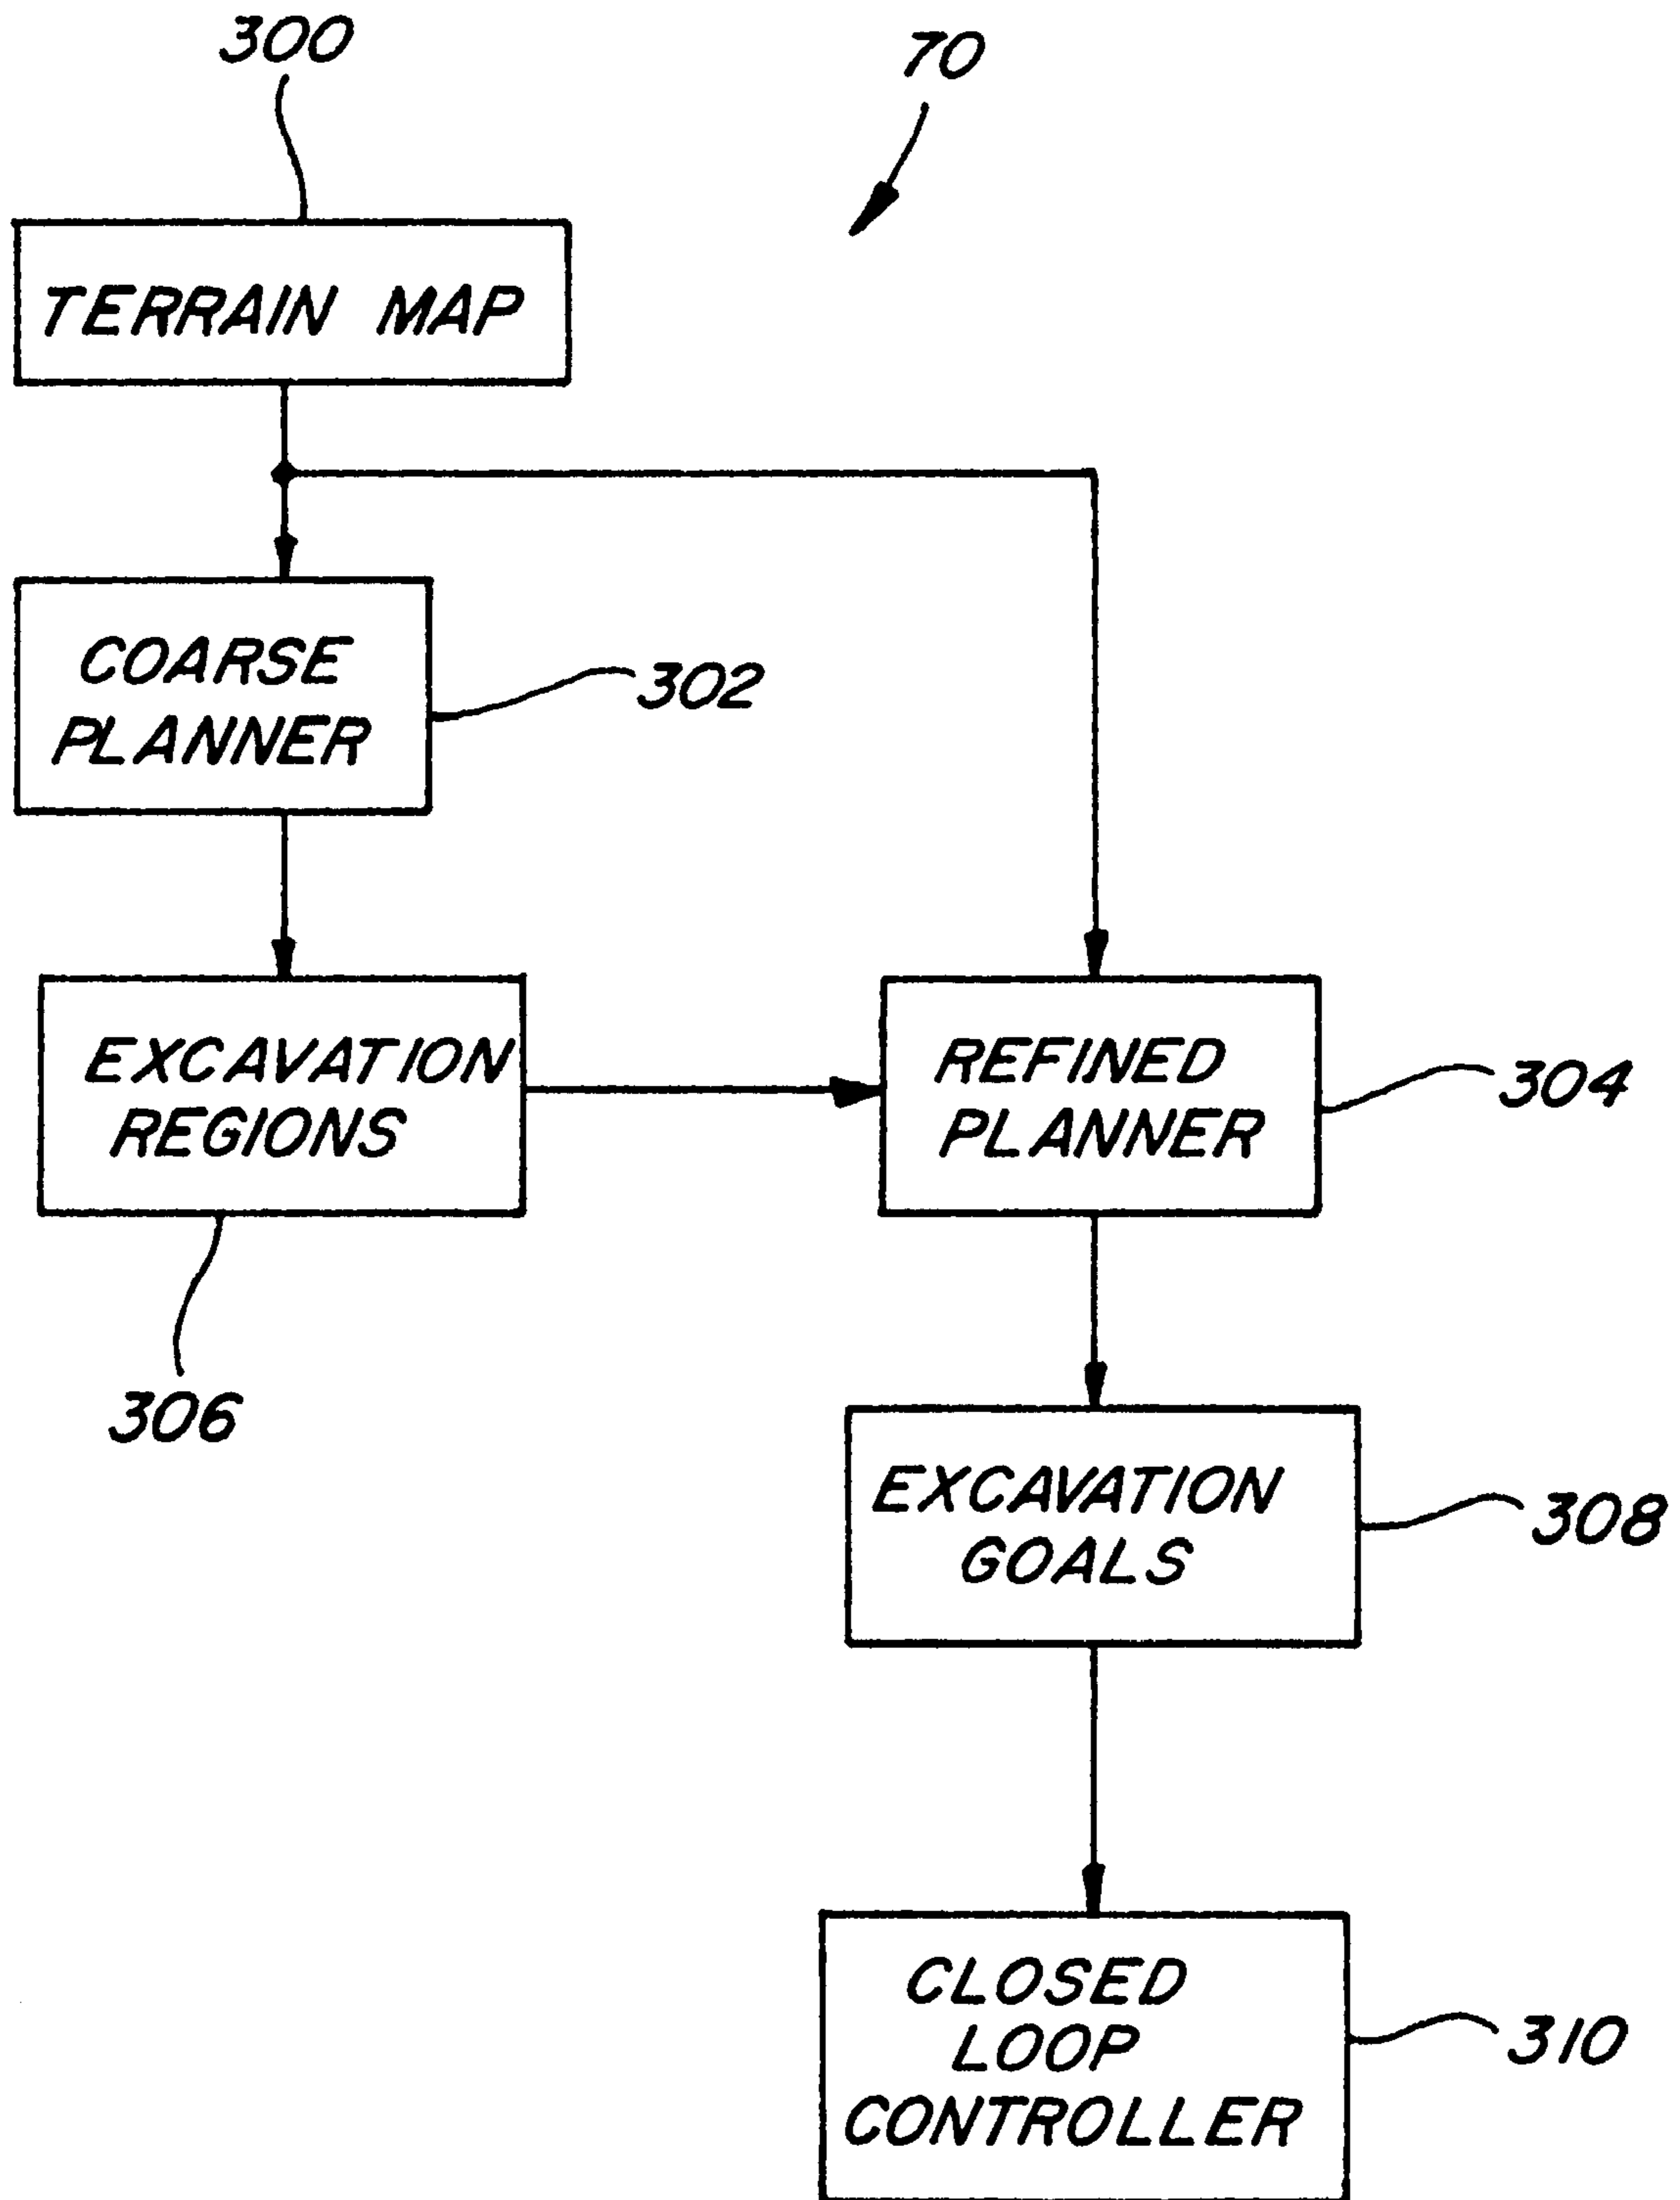 300
70
TERRAIN MAP
COARSE
PLANNER
302
EXCAVATION
REGIONS
306
REFINED
PLANNER
304
EXCAVATION
GOALS
308
CLOSED
LOOP
CONTROLLER
310